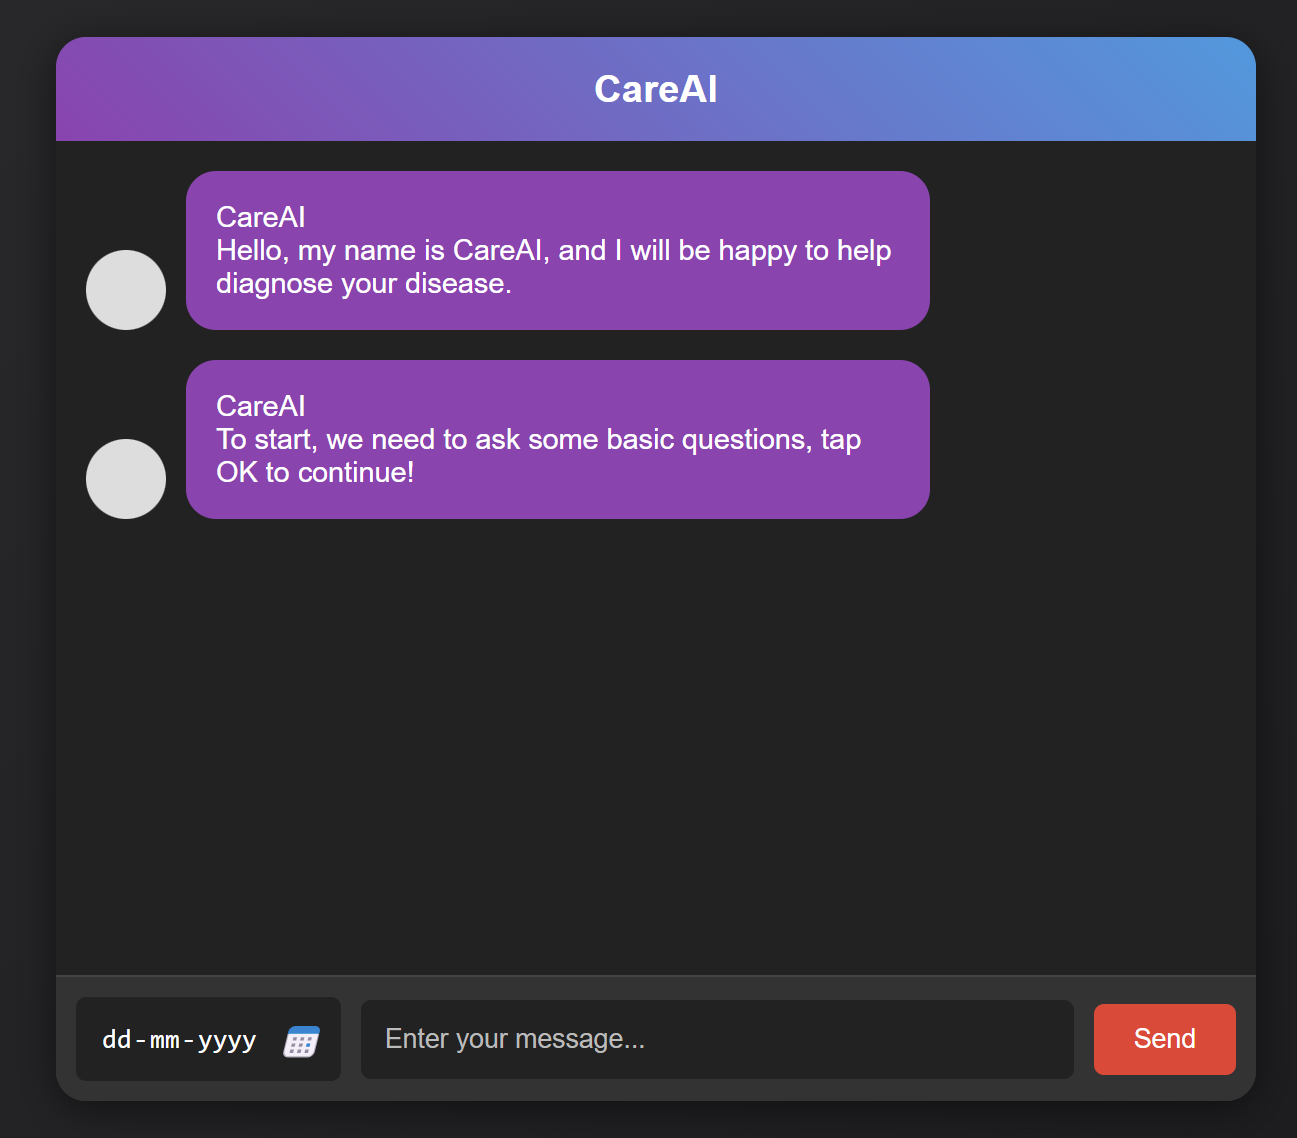 CareAI
CareAI
Hello, my name is CareAI, and I will be happy to help
diagnose your disease.
CareAI
To start, we need to ask some basic questions, tap
OK to continue!
dd-mm-yyyy
Enter your message...
Send